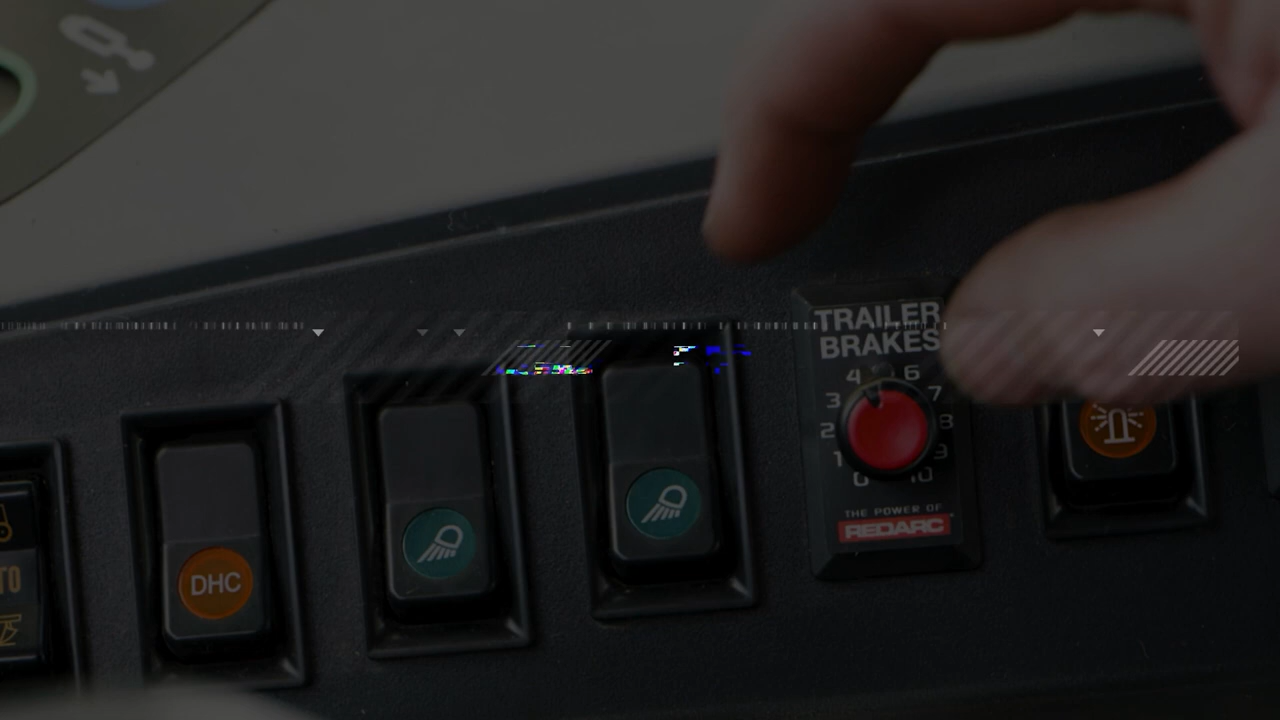 TRAILER
BRAKES
4 6
3 7
2 8
1 9
0 10
THE POWER OF
REDARC
DHC
TO